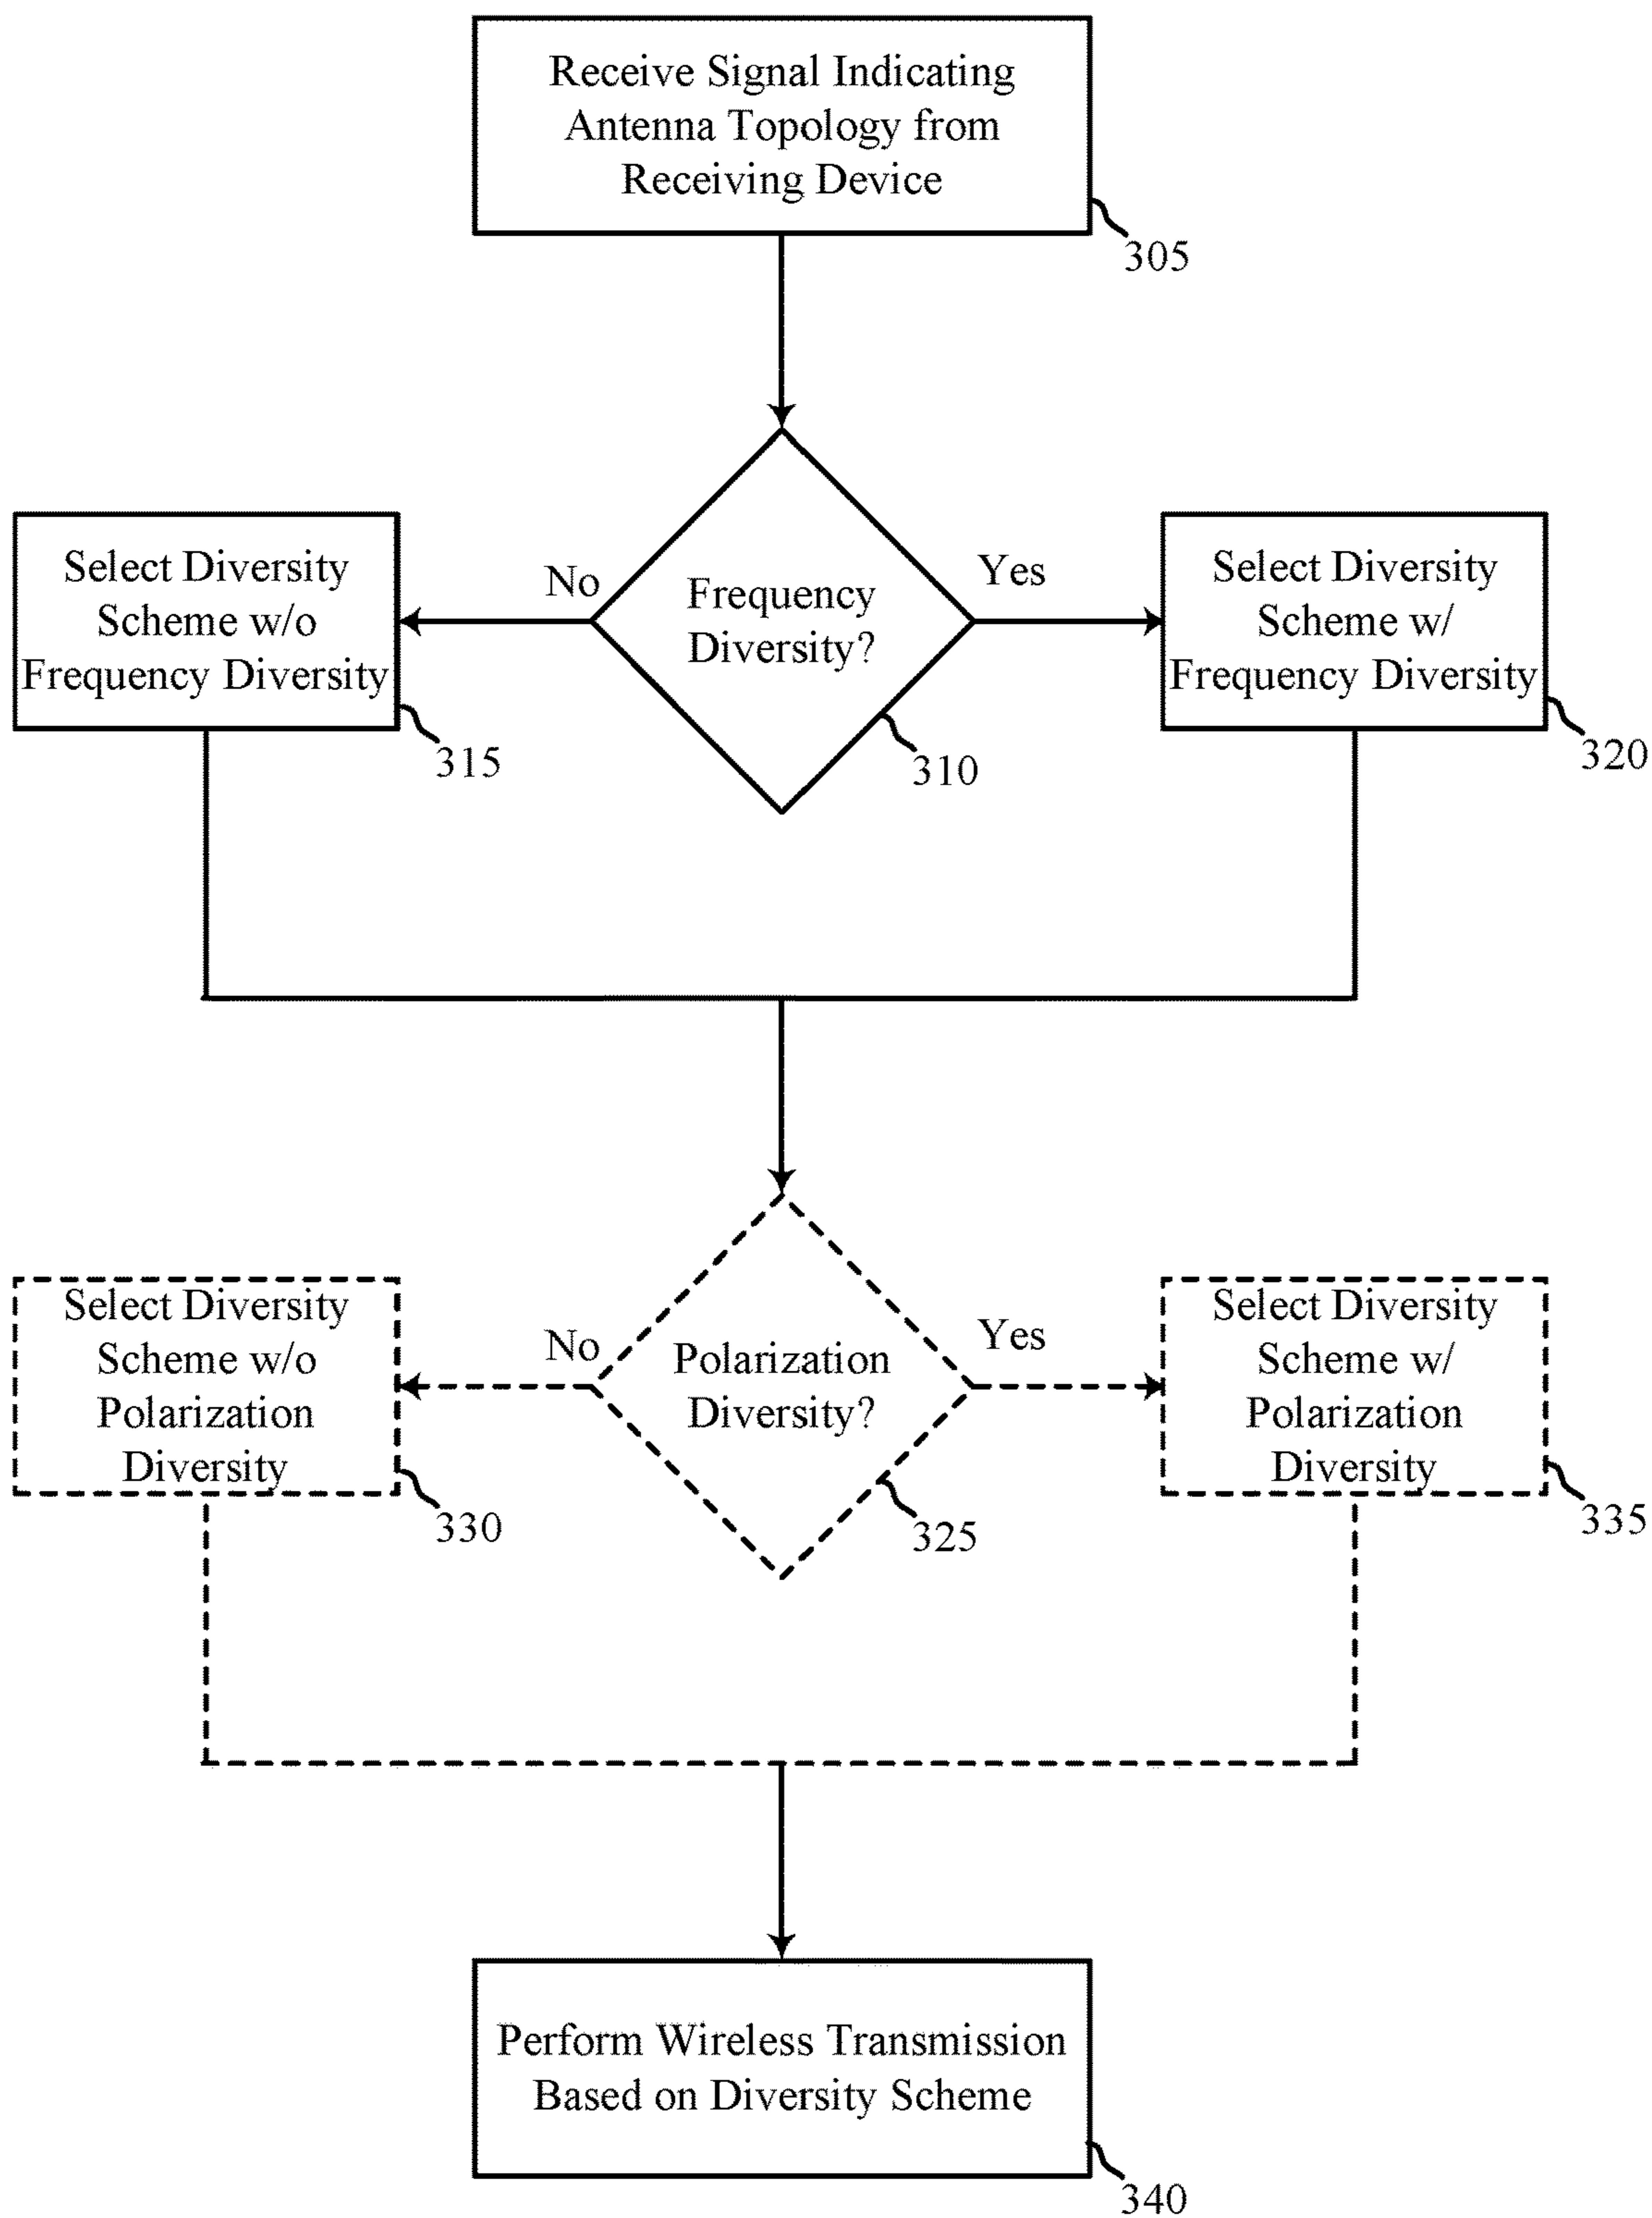 Receive Signal Indicating
Antenna Topology from
Receiving Device
305
Select Diversity
Scheme w/o
Frequency Diversity
315
No
Frequency
Diversity?
310
Yes
Select Diversity
Scheme w/
Frequency Diversity
320
Select Diversity
Scheme w/o
Polarization
Diversity
330
No
Polarization
Diversity?
325
Yes
Select Diversity
Scheme w/
Polarization
Diversity
335
Perform Wireless Transmission
Based on Diversity Scheme
340